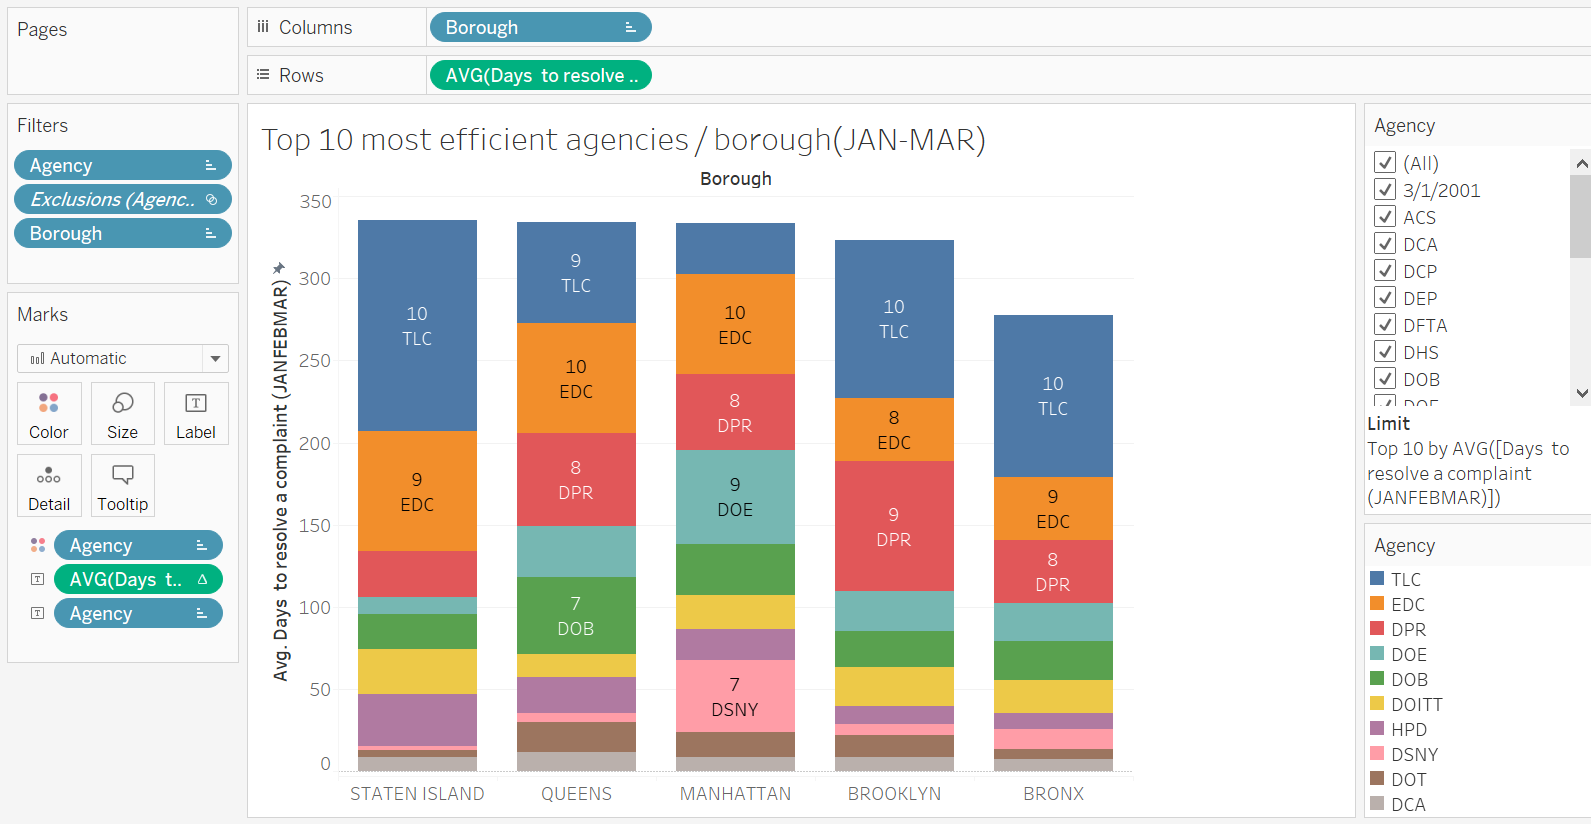 Pages
Columns
Borough
Rows
AVG(Days  to resolve ..
Filters
Agency
Exclusions (Agenc..
Borough
Marks
Automatic
Color
Size
Label
Detail
Tooltip
Agency
AVG(Days  t..
Agency
Top 10 most efficient agencies / borough(JAN-MAR)
Borough
Avg. Days  to resolve a complaint (JANFEBMAR)
350
300
250
200
150
100
50
0
10
TLC
9
EDC
9
TLC
10
EDC
8
DPR
7
DOB
10
EDC
8
DPR
9
DOE
7
DSNY
10
TLC
8
EDC
9
DPR
10
TLC
9
EDC
8
DPR
STATEN ISLAND
QUEENS
MANHATTAN
BROOKLYN
BRONX
Agency
(All)
3/1/2001
ACS
DCA
DCP
DEP
DFTA
DHS
DOB
Limit
Top 10 by AVG([Days  to
resolve a complaint
(JANFEBMAR)])
Agency
TLC
EDC
DPR
DOE
DOB
DOITT
HPD
DSNY
DOT
DCA